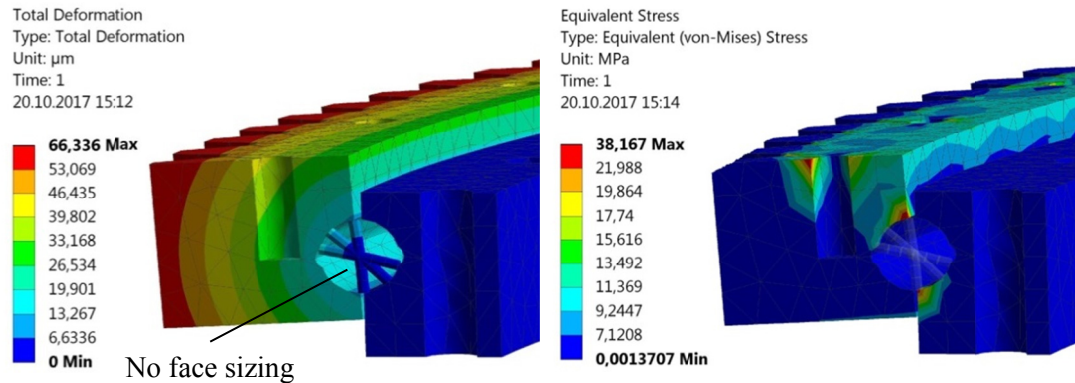 Total Deformation
Type: Total Deformation
Unit: µm
Time: 1
20.10.2017 15:12
66,336 Max
53,069
46,435
39,802
33,168
26,534
19,901
13,267
6,6336
0 Min
No face sizing
Equivalent Stress
Type: Equivalent (von-Mises) Stress
Unit: MPa
Time: 1
20.10.2017 15:14
38,167 Max
21,988
19,864
17,74
15,616
13,492
11,369
9,2447
7,1208
0,0013707 Min